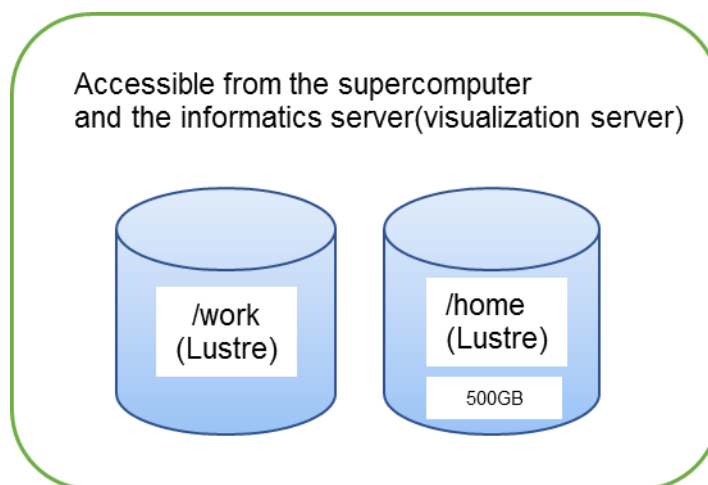 Accessible from the supercomputer
and the informatics server(visualization server)
/work
(Lustre)
/home
(Lustre)
500GB